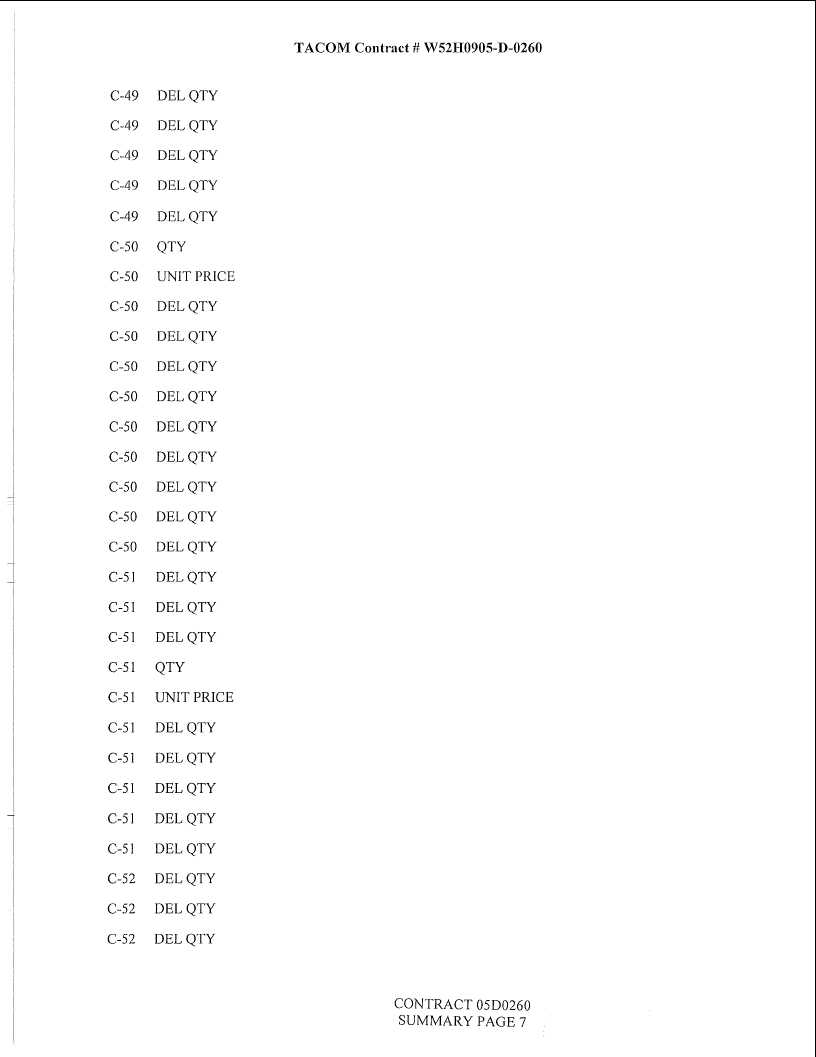 TACOM Contract # W52H0905-D-0260
C-49 DEL QTY
C-49 DEL QTY
C-49 DEL QTY
C-49 DEL QTY
C-49 DEL QTY
C-50 QTY
C-50 UNIT PRICE
C-50 DEL QTY
C-50 DEL QTY
C-50 DEL QTY
C-50 DEL QTY
C-50 DEL QTY
C-50 DEL QTY
C-50 DEL QTY
C-50 DEL QTY
C-50 DEL QTY
C-51 DEL QTY
C-51 DEL QTY
C-51 DEL QTY
C-51 QTY
C-51 UNIT PRICE
C-51 DEL QTY
C-51 DEL QTY
C-51 DEL QTY
C-51 DEL QTY
C-51 DEL QTY
C-52 DEL QTY
C-52 DEL QTY
C-52 DEL QTY
CONTRACT 05D0260
SUMMARY PAGE 7